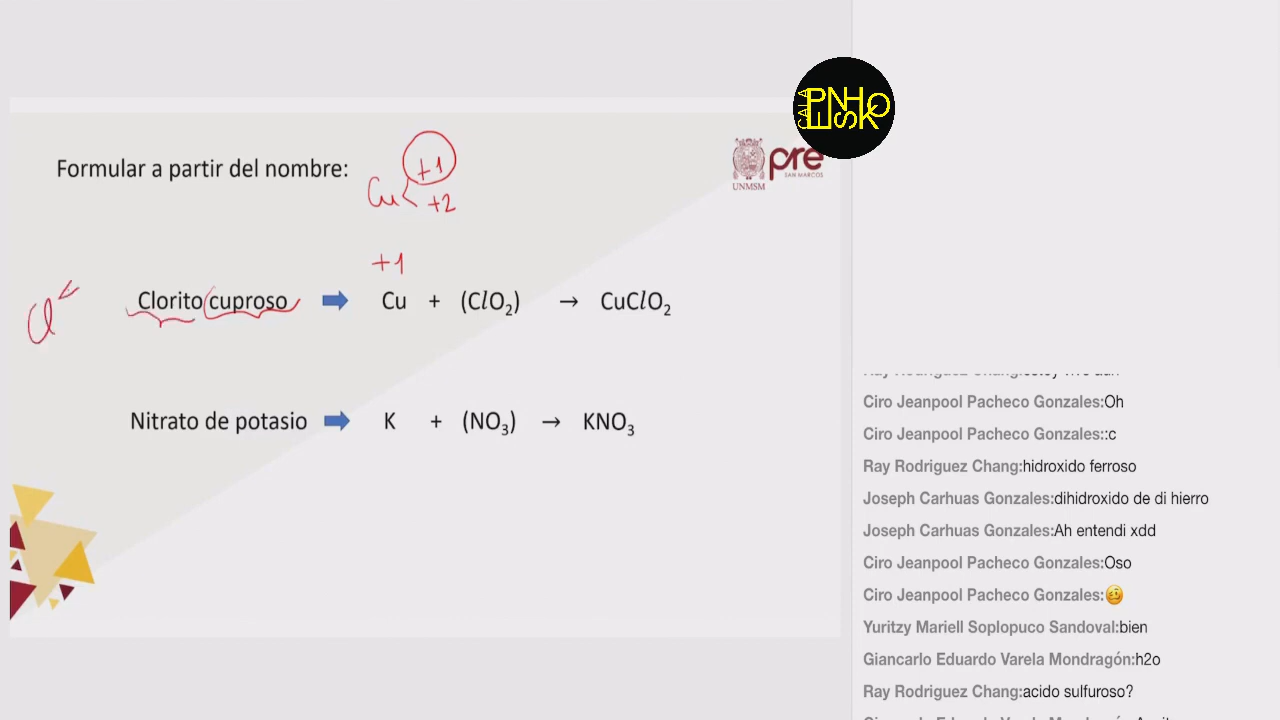 Formular a partir del nombre:
+1
Cu
+2
pre
SAN MARCOS
UNMSM
CALA
PENHOSK
+1
Cl
Clorito cuproso Cu + (ClO₂) → CuClO₂
Nitrato de potasio K + (NO₃) → KNO₃
Ciro Jeanpool Pacheco Gonzales:Oh
Ciro Jeanpool Pacheco Gonzales::c
Ray Rodriguez Chang:hidroxido ferroso
Joseph Carhuas Gonzales:dihidroxido de di hierro
Joseph Carhuas Gonzales:Ah entendi xdd
Ciro Jeanpool Pacheco Gonzales:Oso
Ciro Jeanpool Pacheco Gonzales:🥴
Yuritzy Mariell Soplopuco Sandoval:bien
Giancarlo Eduardo Varela Mondragón:h2o
Ray Rodriguez Chang:acido sulfuroso?